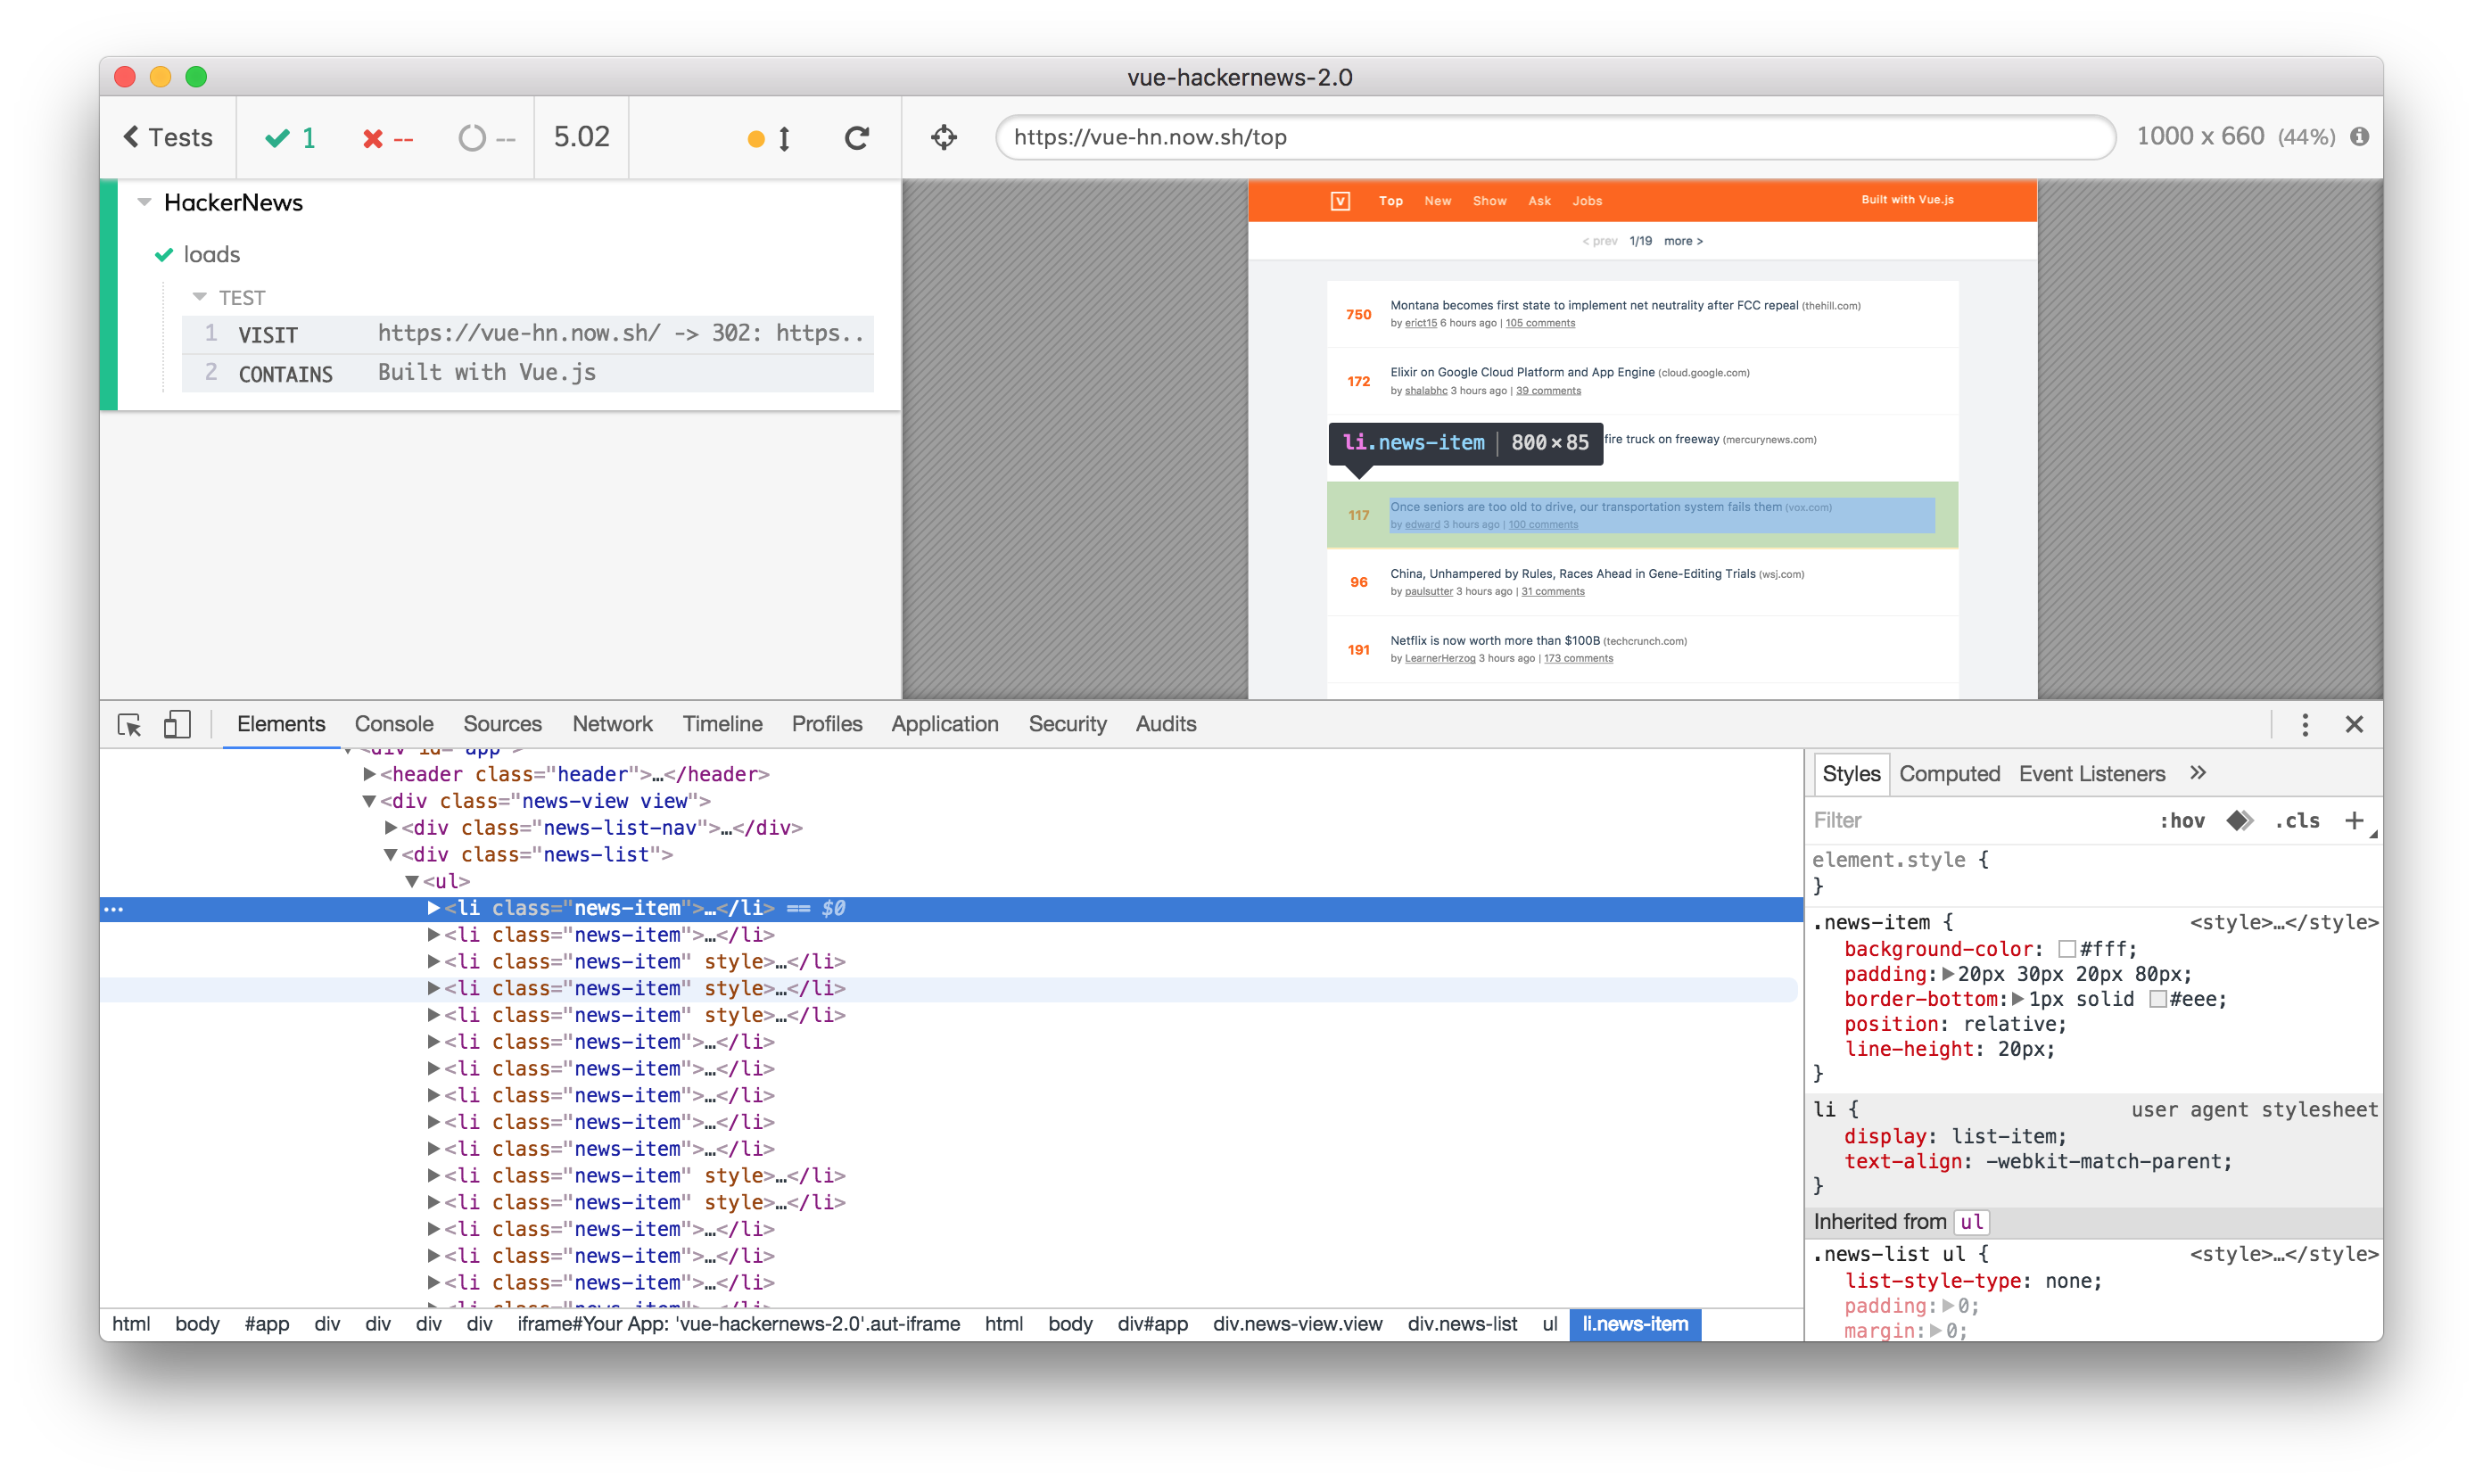 vue-hackernews-2.0
Tests 1 -- -- 5.02 https://vue-hn.now.sh/top 1000 x 660 (44%)
HackerNews
loads
TEST
1 VISIT https://vue-hn.now.sh/ -> 302: https..
2 CONTAINS Built with Vue.js
V Top New Show Ask Jobs Built with Vue.js
< prev 1/19 more >
750 Montana becomes first state to implement net neutrality after FCC repeal (thehill.com)
by erict15 6 hours ago | 105 comments
172 Elixir on Google Cloud Platform and App Engine (cloud.google.com)
by shalabhc 3 hours ago | 39 comments
li.news-item | 800 × 85 fire truck on freeway (mercurynews.com)
117 Once seniors are too old to drive, our transportation system fails them (vox.com)
by edward 3 hours ago | 100 comments
96 China, Unhampered by Rules, Races Ahead in Gene-Editing Trials (wsj.com)
by paulsutter 3 hours ago | 31 comments
191 Netflix is now worth more than $100B (techcrunch.com)
by LearnerHerzog 3 hours ago | 173 comments
Elements Console Sources Network Timeline Profiles Application Security Audits
<div id="app">
<header class="header">…</header>
<div class="news-view view">
<div class="news-list-nav">…</div>
<div class="news-list">
<ul>
<li class="news-item">…</li> == $0
<li class="news-item">…</li>
<li class="news-item" style>…</li>
<li class="news-item" style>…</li>
<li class="news-item" style>…</li>
<li class="news-item">…</li>
<li class="news-item">…</li>
<li class="news-item">…</li>
<li class="news-item">…</li>
<li class="news-item">…</li>
<li class="news-item" style>…</li>
<li class="news-item" style>…</li>
<li class="news-item">…</li>
<li class="news-item">…</li>
<li class="news-item">…</li>
<li class="news-item">…</li>
html body #app div div div div iframe#Your App: 'vue-hackernews-2.0'.aut-iframe html body div#app div.news-view.view div.news-list ul li.news-item
Styles Computed Event Listeners »
Filter :hov .cls +
element.style {
}
.news-item { <style>…</style>
background-color: #fff;
padding: 20px 30px 20px 80px;
border-bottom: 1px solid #eee;
position: relative;
line-height: 20px;
}
li { user agent stylesheet
display: list-item;
text-align: -webkit-match-parent;
}
Inherited from ul
.news-list ul { <style>…</style>
list-style-type: none;
padding: 0;
margin: 0;